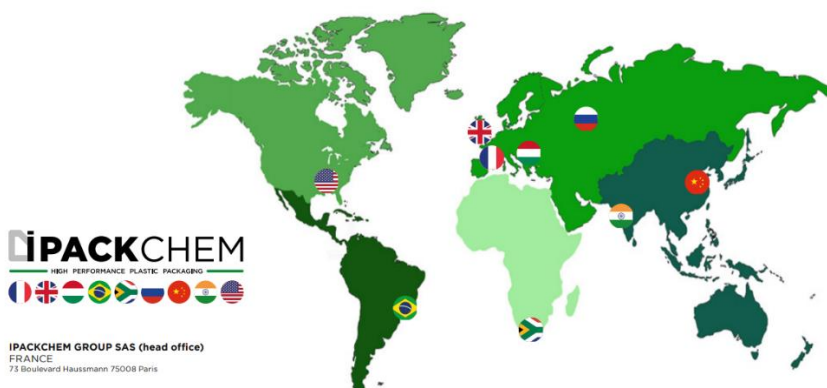 iPACKCHEM
HIGH PERFORMANCE PLASTIC PACKAGING
IPACKCHEM GROUP SAS (head office)
FRANCE
73 Boulevard Haussmann 75008 Paris